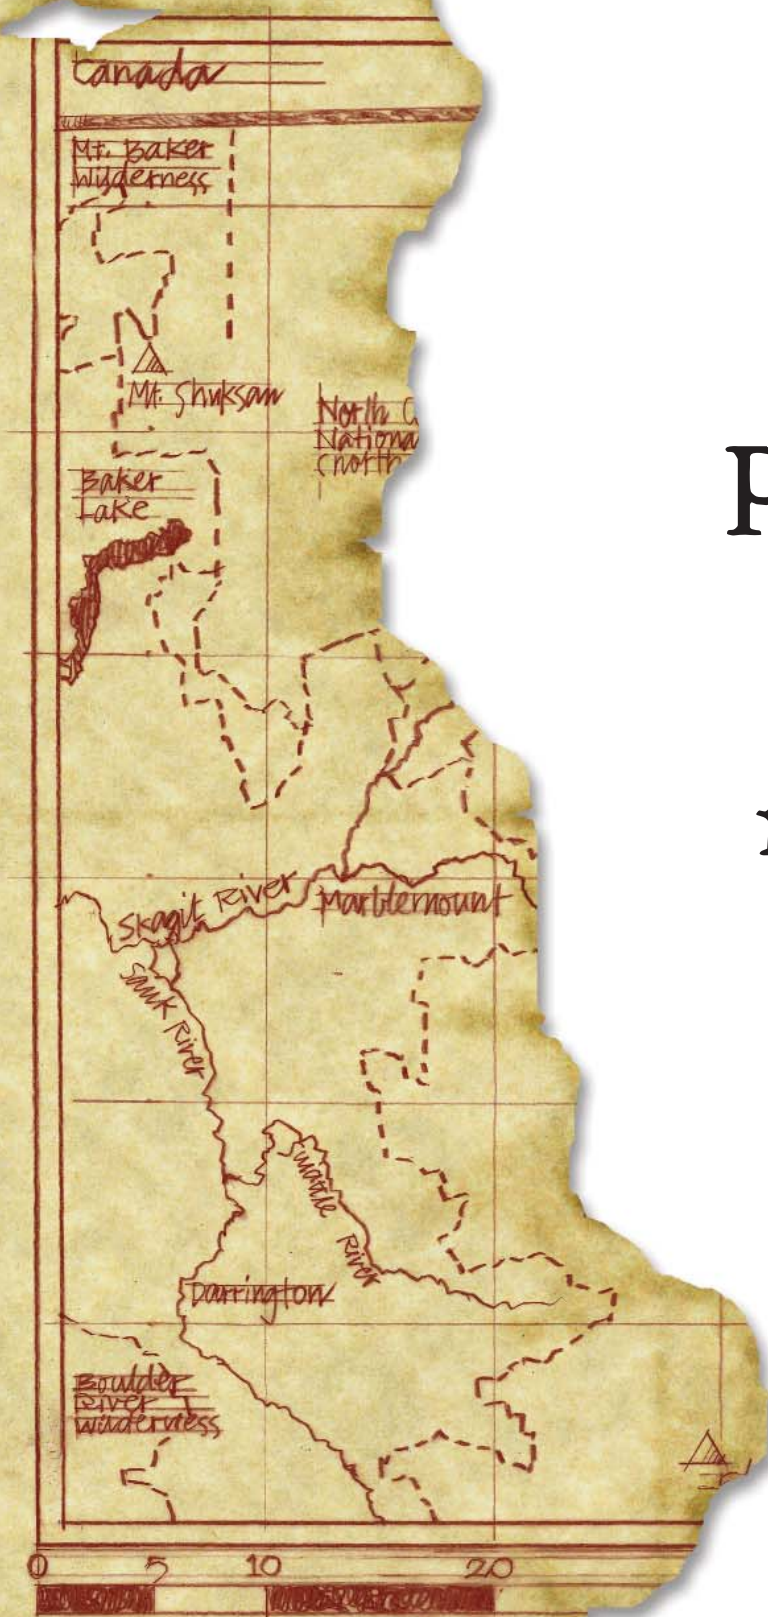 Canada
Mt. Baker
Wilderness
Mt. Shuksan
North
Nationa
(north
Baker
Lake
Skagit River
Marblemount
Sauk River
Suiattle River
Darrington
Boulder
River
Wilderness
0 5 10 20
p